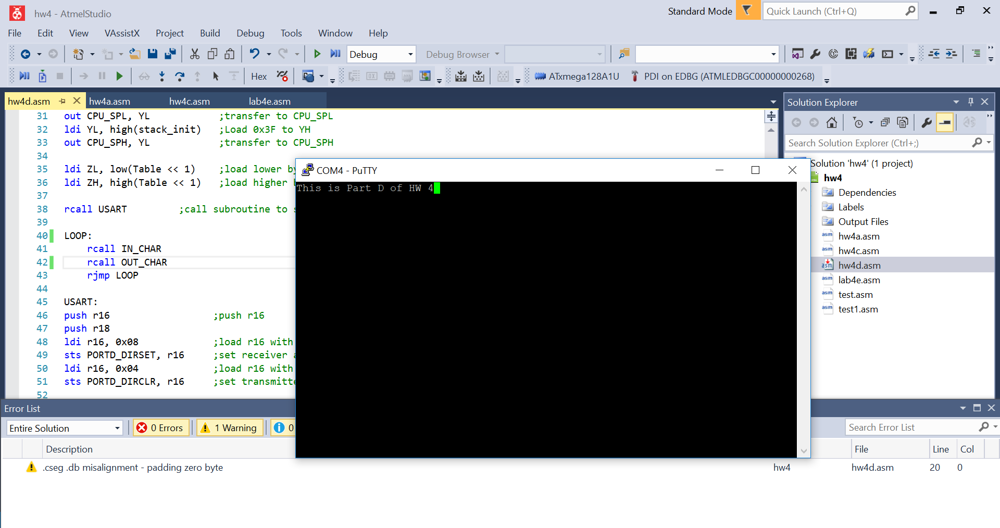 hw4 - AtmelStudio
Standard Mode
Quick Launch (Ctrl+Q)
File Edit View VAssistX Project Build Debug Tools Window Help
Debug
Debug Browser
Hex
ATxmega128A1U
PDI on EDBG (ATMLEDBGC00000000268)
hw4d.asm hw4a.asm hw4c.asm lab4e.asm
31 out CPU_SPL, YL ;transfer to CPU_SPL
32 ldi YL, high(stack_init) ;Load 0x3F to YH
33 out CPU_SPH, YL ;transfer to CPU_SPH
34
35 ldi ZL, low(Table << 1) ;load lower by
36 ldi ZH, high(Table << 1) ;load higher
37
38 rcall USART ;call subroutine to
39
40 LOOP:
41 rcall IN_CHAR
42 rcall OUT_CHAR
43 rjmp LOOP
44
45 USART:
46 push r16 ;push r16
47 push r18
48 ldi r16, 0x08 ;load r16 with
49 sts PORTD_DIRSET, r16 ;set receiver
50 ldi r16, 0x04 ;load r16 with
51 sts PORTD_DIRCLR, r16 ;set transmitte
52
COM4 - PuTTY
This is Part D of HW 4
Solution Explorer
Search Solution Explorer (Ctrl+;)
Solution 'hw4' (1 project)
hw4
Dependencies
Labels
Output Files
asm hw4a.asm
asm hw4c.asm
asm hw4d.asm
asm lab4e.asm
asm test.asm
asm test1.asm
Error List
Entire Solution
0 Errors
1 Warning
0
Search Error List
Description File Line Col
.cseg .db misalignment - padding zero byte hw4 hw4d.asm 20 0